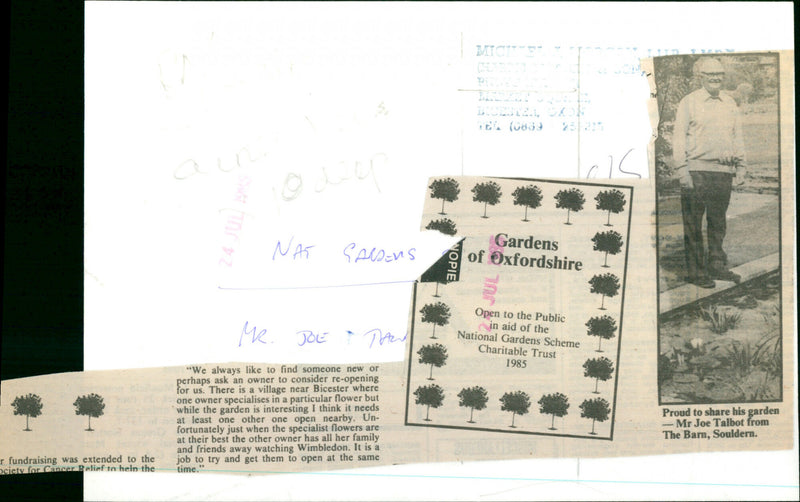 24 JUL 1985
NAT GARDENS
MR. JOE
Gardens
of Oxfordshire
Open to the Public
in aid of the
National Gardens Scheme
Charitable Trust
1985
24 JUL
NOPIE
Proud to share his garden
— Mr Joe Talbot from
The Barn, Souldern.
r fundraising was extended to the
ociety for Cancer Relief to help the
"We always like to find someone new or
perhaps ask an owner to consider re-opening
for us. There is a village near Bicester where
one owner specialises in a particular flower but
while the garden is interesting I think it needs
at least one other one open nearby. Un-
fortunately just when the specialist flowers are
at their best the other owner has all her family
and friends away watching Wimbledon. It is a
job to try and get them to open at the same
time."